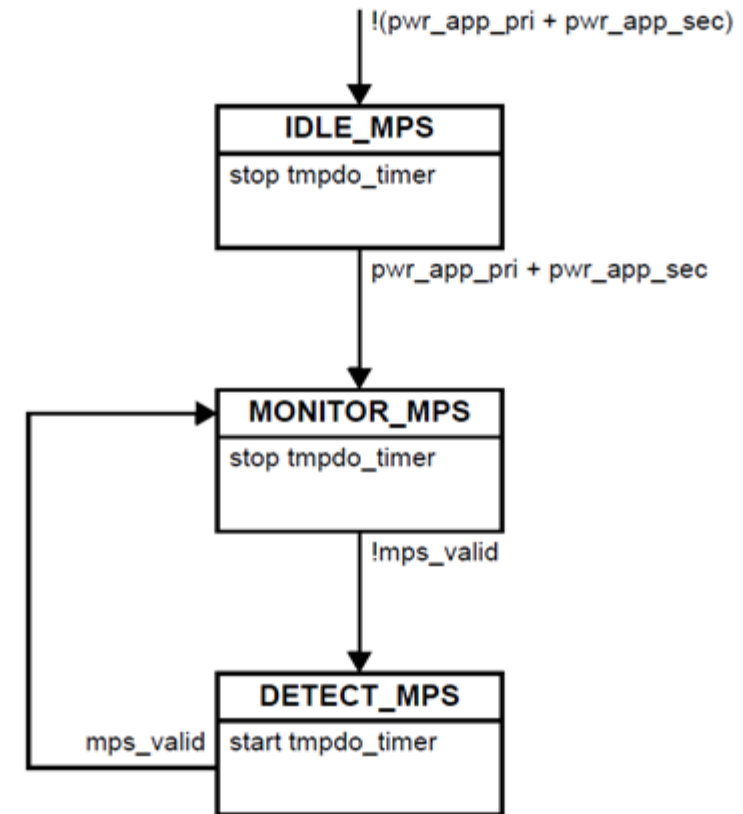 !(pwr_app_pri + pwr_app_sec)
IDLE_MPS
stop tmpdo_timer
pwr_app_pri + pwr_app_sec
MONITOR_MPS
stop tmpdo_timer
!mps_valid
DETECT_MPS
mps_valid
start tmpdo_timer